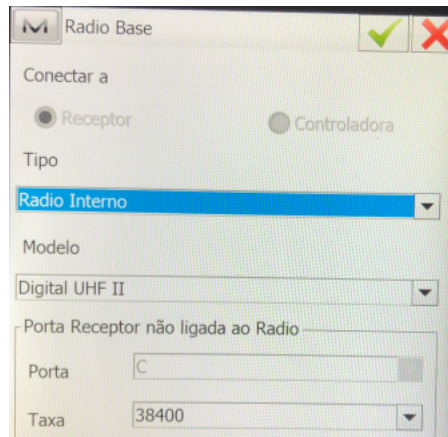 Radio Base
Conectar a
Receptor Controladora
Tipo
Radio Interno
Modelo
Digital UHF II
Porta Receptor não ligada ao Radio
Porta C
Taxa 38400